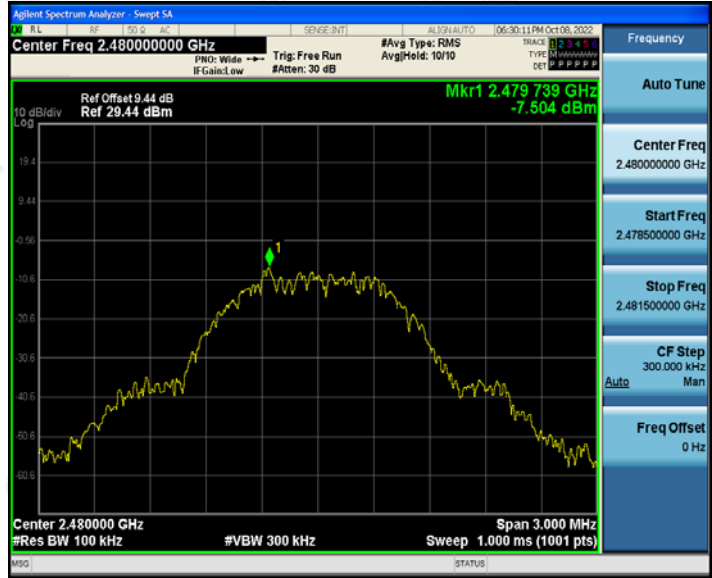 Agilent Spectrum Analyzer - Swept SA
RL RF 50 Ω AC SENSE:INT ALIGN AUTO 06:30:11 PM Oct 08, 2022
Center Freq 2.480000000 GHz
PNO: Wide
IFGain:Low
Trig: Free Run
#Atten: 30 dB
#Avg Type: RMS
Avg|Hold: 10/10
TRACE 1 2 3 4 5 6
TYPE M W W W W W
DET P P P P P P
Ref Offset 9.44 dB
Ref 29.44 dBm
10 dB/div
Log
Mkr1 2.479 739 GHz
-7.504 dBm
1
19.4
9.44
-0.56
-10.6
-20.6
-30.6
-40.6
-50.6
-60.6
Center 2.480000 GHz
Span 3.000 MHz
#Res BW 100 kHz
#VBW 300 kHz
Sweep 1.000 ms (1001 pts)
MSG
STATUS
Frequency
Auto Tune
Center Freq
2.480000000 GHz
Start Freq
2.478500000 GHz
Stop Freq
2.481500000 GHz
CF Step
300.000 kHz
Auto Man
Freq Offset
0 Hz